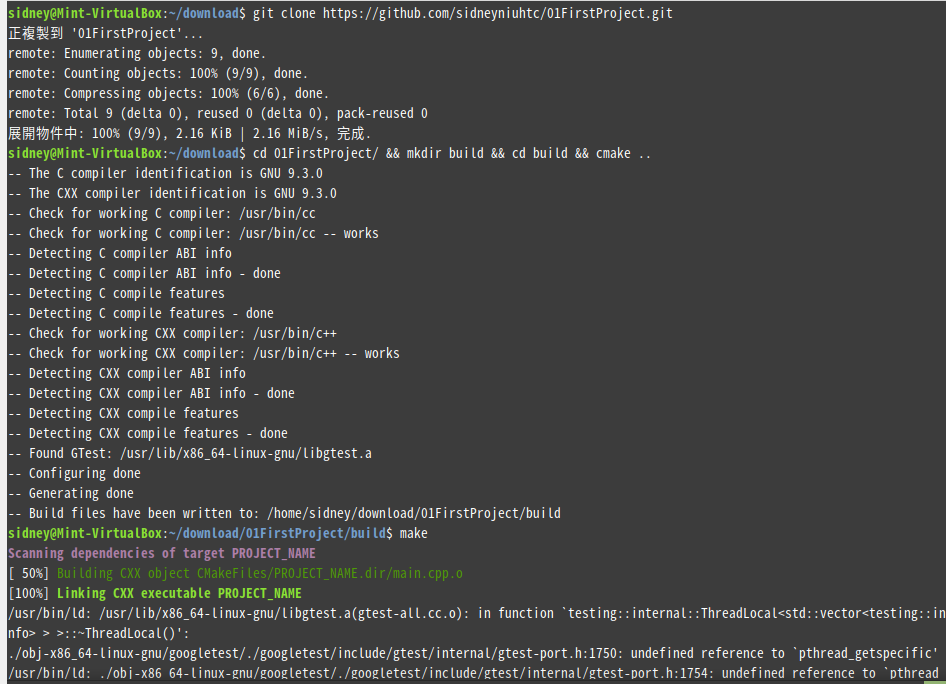 sidney@Mint-VirtualBox:~/download$ git clone https://github.com/sidneyniuhtc/01FirstProject.git
正複製到 '01FirstProject'...
remote: Enumerating objects: 9, done.
remote: Counting objects: 100% (9/9), done.
remote: Compressing objects: 100% (6/6), done.
remote: Total 9 (delta 0), reused 0 (delta 0), pack-reused 0
展開物件中: 100% (9/9), 2.16 KiB | 2.16 MiB/s, 完成.
sidney@Mint-VirtualBox:~/download$ cd 01FirstProject/ && mkdir build && cd build && cmake ..
-- The C compiler identification is GNU 9.3.0
-- The CXX compiler identification is GNU 9.3.0
-- Check for working C compiler: /usr/bin/cc
-- Check for working C compiler: /usr/bin/cc -- works
-- Detecting C compiler ABI info
-- Detecting C compiler ABI info - done
-- Detecting C compile features
-- Detecting C compile features - done
-- Check for working CXX compiler: /usr/bin/c++
-- Check for working CXX compiler: /usr/bin/c++ -- works
-- Detecting CXX compiler ABI info
-- Detecting CXX compiler ABI info - done
-- Detecting CXX compile features
-- Detecting CXX compile features - done
-- Found GTest: /usr/lib/x86_64-linux-gnu/libgtest.a
-- Configuring done
-- Generating done
-- Build files have been written to: /home/sidney/download/01FirstProject/build
sidney@Mint-VirtualBox:~/download/01FirstProject/build$ make
Scanning dependencies of target PROJECT_NAME
[ 50%] Building CXX object CMakeFiles/PROJECT_NAME.dir/main.cpp.o
[100%] Linking CXX executable PROJECT_NAME
/usr/bin/ld: /usr/lib/x86_64-linux-gnu/libgtest.a(gtest-all.cc.o): in function `testing::internal::ThreadLocal<std::vector<testing::in
nfo> > >::~ThreadLocal()':
./obj-x86_64-linux-gnu/googletest/./googletest/include/gtest/internal/gtest-port.h:1750: undefined reference to `pthread_getspecific'
/usr/bin/ld: ./obj-x86_64-linux-gnu/googletest/./googletest/include/gtest/internal/gtest-port.h:1754: undefined reference to `pthread_